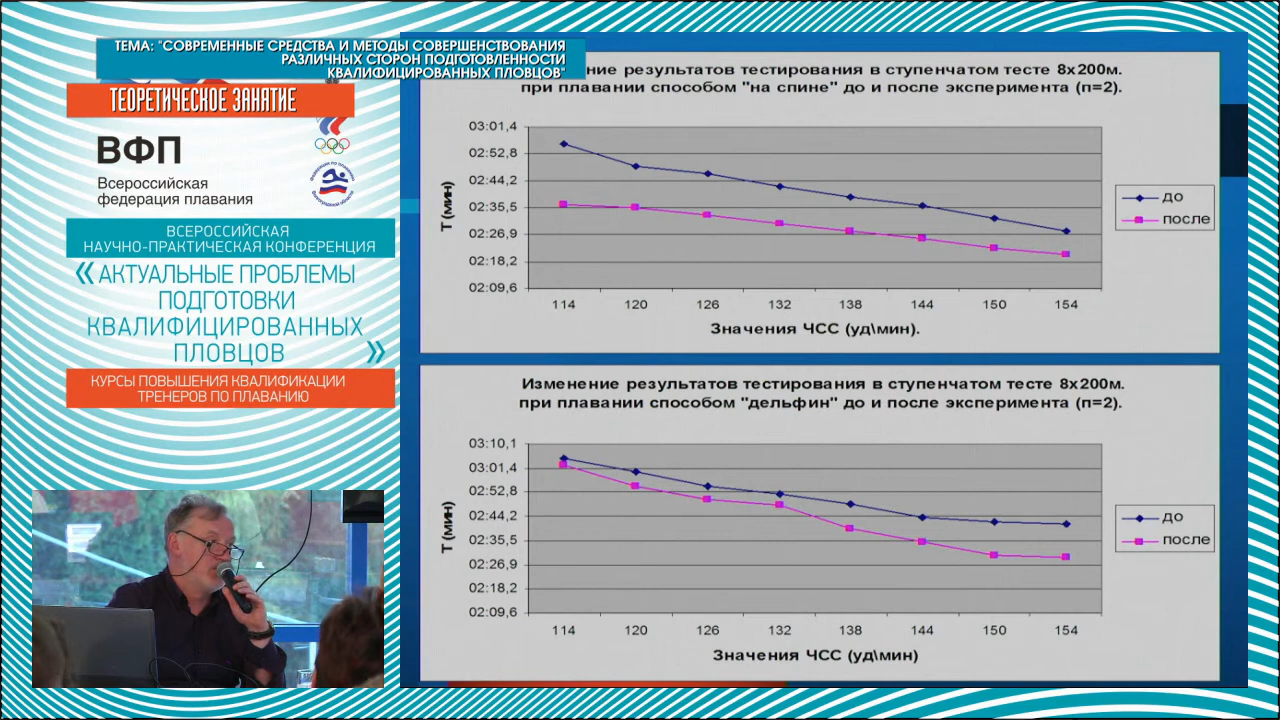 ТЕМА: "СОВРЕМЕННЫЕ СРЕДСТВА И МЕТОДЫ СОВЕРШЕНСТВОВАНИЯ
РАЗЛИЧНЫХ СТОРОН ПОДГОТОВЛЕННОСТИ
КВАЛИФИЦИРОВАННЫХ ПЛОВЦОВ"
ТЕОРЕТИЧЕСКОЕ ЗАНЯТИЕ
ВФП
Всероссийская
федерация плавания
ВСЕРОССИЙСКАЯ
НАУЧНО-ПРАКТИЧЕСКАЯ КОНФЕРЕНЦИЯ
«АКТУАЛЬНЫЕ ПРОБЛЕМЫ
ПОДГОТОВКИ
КВАЛИФИЦИРОВАННЫХ
ПЛОВЦОВ»
КУРСЫ ПОВЫШЕНИЯ КВАЛИФИКАЦИИ
ТРЕНЕРОВ ПО ПЛАВАНИЮ
ние результатов тестирования в ступенчатом тесте 8х200м.
при плавании способом "на спине" до и после эксперимента (п=2).
Т (мин)
03:01,4
02:52,8
02:44,2
02:35,5
02:26,9
02:18,2
02:09,6
114 120 126 132 138 144 150 154
Значения ЧСС (уд\мин).
до
после
Изменение результатов тестирования в ступенчатом тесте 8х200м.
при плавании способом "дельфин" до и после эксперимента (п=2).
Т (мин)
03:10,1
03:01,4
02:52,8
02:44,2
02:35,5
02:26,9
02:18,2
02:09,6
114 120 126 132 138 144 150 154
Значения ЧСС (уд\мин)
до
после